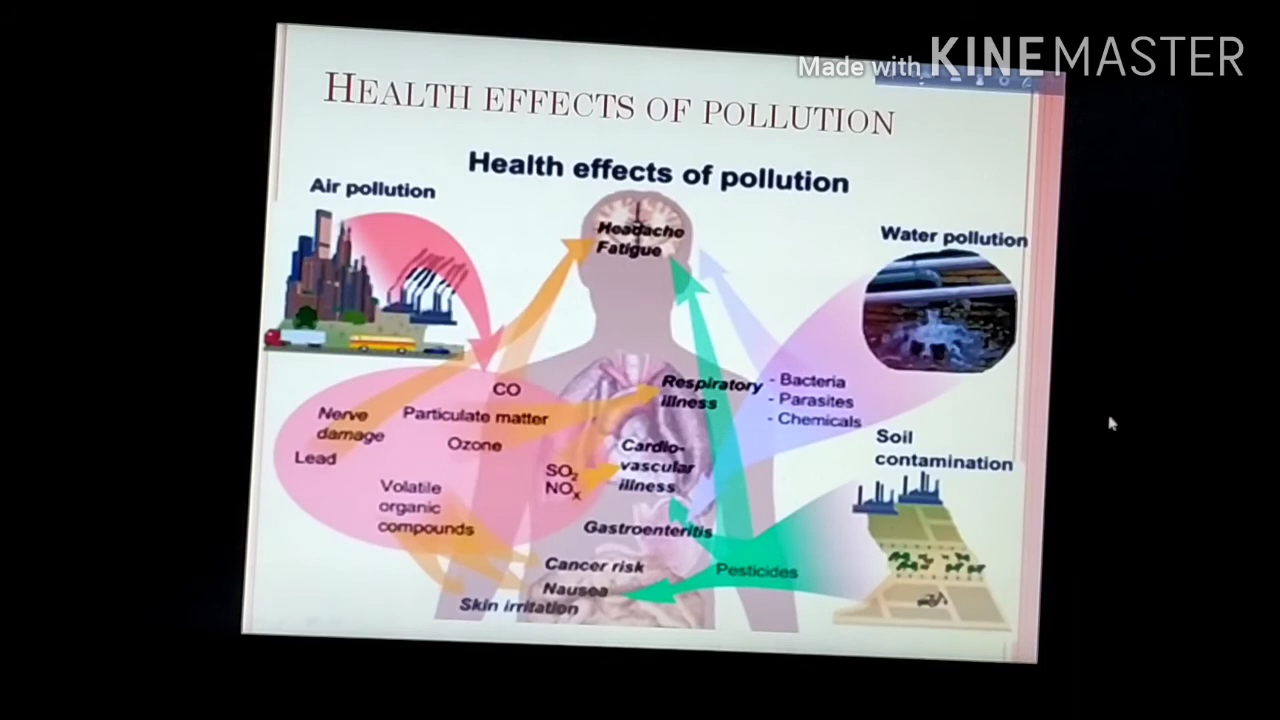 Made with KINEMASTER
HEALTH EFFECTS OF POLLUTION
Health effects of pollution
Air pollution
Headache
Fatigue
Water pollution
CO
Nerve
damage
Particulate matter
Ozone
Lead
SO2
NOx
Volatile
organic
compounds
Respiratory
illness
Cardio-
vascular
illness
Gastroenteritis
Cancer risk
Nausea
Skin irritation
- Bacteria
- Parasites
- Chemicals
Soil
contamination
Pesticides